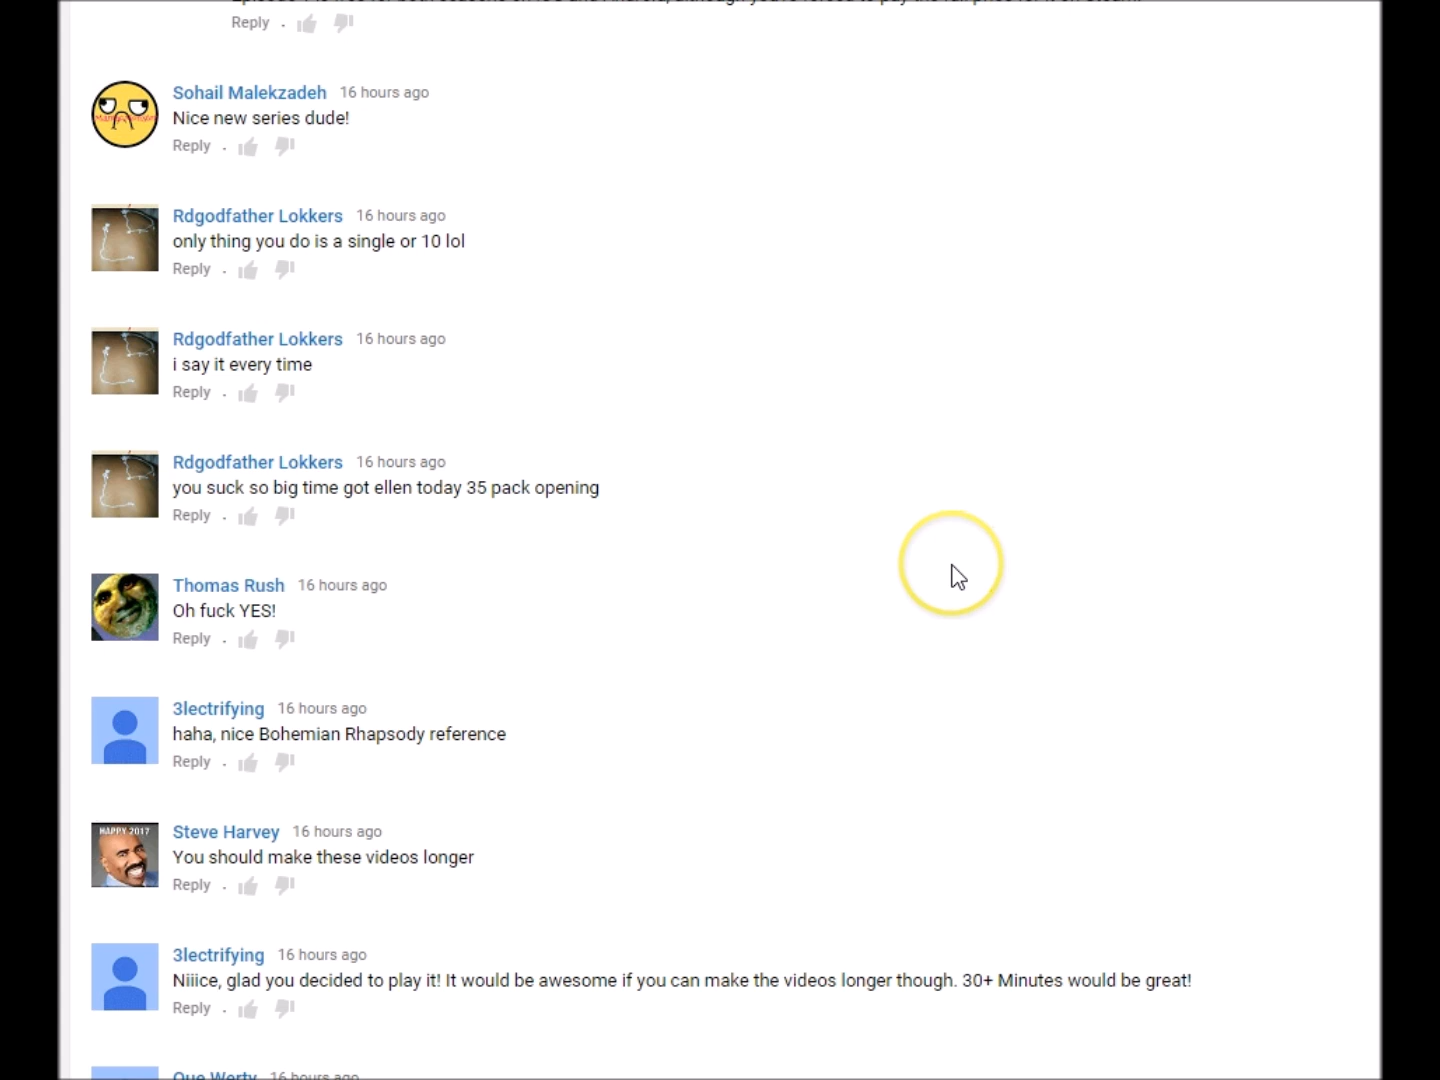 Reply .
Sohail Malekzadeh 16 hours ago
Nice new series dude!
Reply .
Rdgodfather Lokkers 16 hours ago
only thing you do is a single or 10 lol
Reply .
Rdgodfather Lokkers 16 hours ago
i say it every time
Reply .
Rdgodfather Lokkers 16 hours ago
you suck so big time got ellen today 35 pack opening
Reply .
Thomas Rush 16 hours ago
Oh fuck YES!
Reply .
3lectrifying 16 hours ago
haha, nice Bohemian Rhapsody reference
Reply .
HAPPY 2017
Steve Harvey 16 hours ago
You should make these videos longer
Reply .
3lectrifying 16 hours ago
Niiice, glad you decided to play it! It would be awesome if you can make the videos longer though. 30+ Minutes would be great!
Reply .
Que Werty 16 hours ago